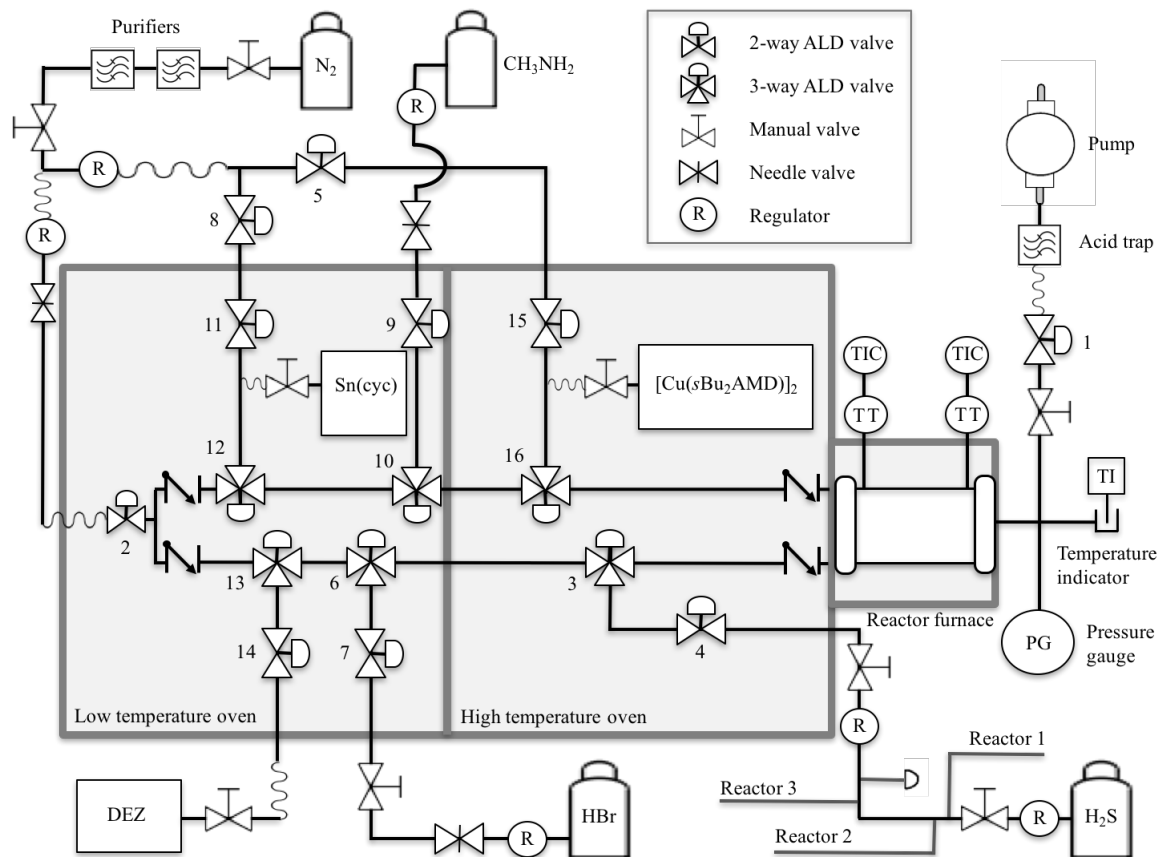 Purifiers
N2
CH3NH2
R
2-way ALD valve
3-way ALD valve
Manual valve
Needle valve
R
Regulator
Pump
Acid trap
R
5
8
R
11
9
15
1
Sn(cyc)
[Cu(sBu2AMD)]2
TIC
TIC
TT
TT
12
10
16
TI
2
Temperature
indicator
13
6
3
Reactor furnace
14
7
4
PG
Pressure
gauge
Low temperature oven
High temperature oven
R
Reactor 1
Reactor 3
DEZ
HBr
R
R
H2S
Reactor 2